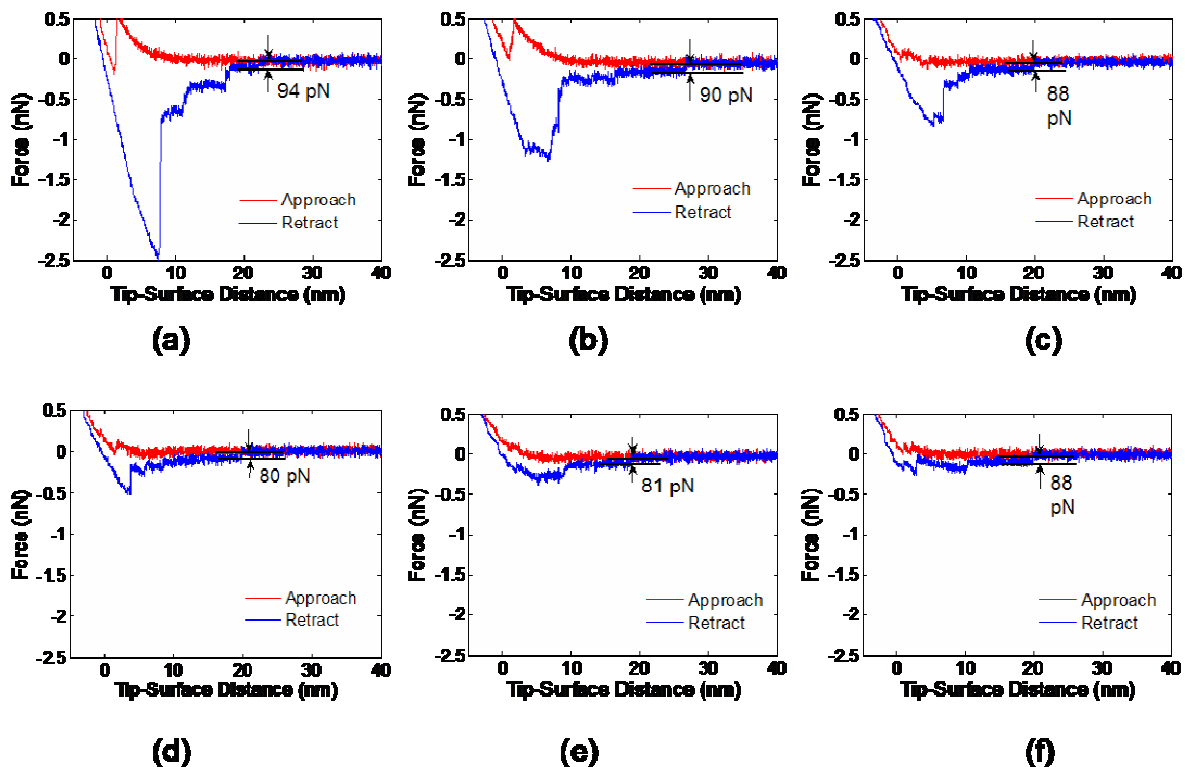 0.5
0
-0.5
-1
-1.5
-2
-2.5
Force (nN)
94 pN
Approach
Retract
0 10 20 30 40
Tip-Surface Distance (nm)
(a)
0.5
0
-0.5
-1
-1.5
-2
-2.5
Force (nN)
90 pN
Approach
Retract
0 10 20 30 40
Tip-Surface Distance (nm)
(b)
0.5
0
-0.5
-1
-1.5
-2
-2.5
Force (nN)
88
pN
Approach
Retract
0 10 20 30 40
Tip-Surface Distance (nm)
(c)
0.5
0
-0.5
-1
-1.5
-2
-2.5
Force (nN)
80 pN
Approach
Retract
0 10 20 30 40
Tip-Surface Distance (nm)
(d)
0.5
0
-0.5
-1
-1.5
-2
-2.5
Force (nN)
81 pN
Approach
Retract
0 10 20 30 40
Tip-Surface Distance (nm)
(e)
0.5
0
-0.5
-1
-1.5
-2
-2.5
Force (nN)
88
pN
Approach
Retract
0 10 20 30 40
Tip-Surface Distance (nm)
(f)